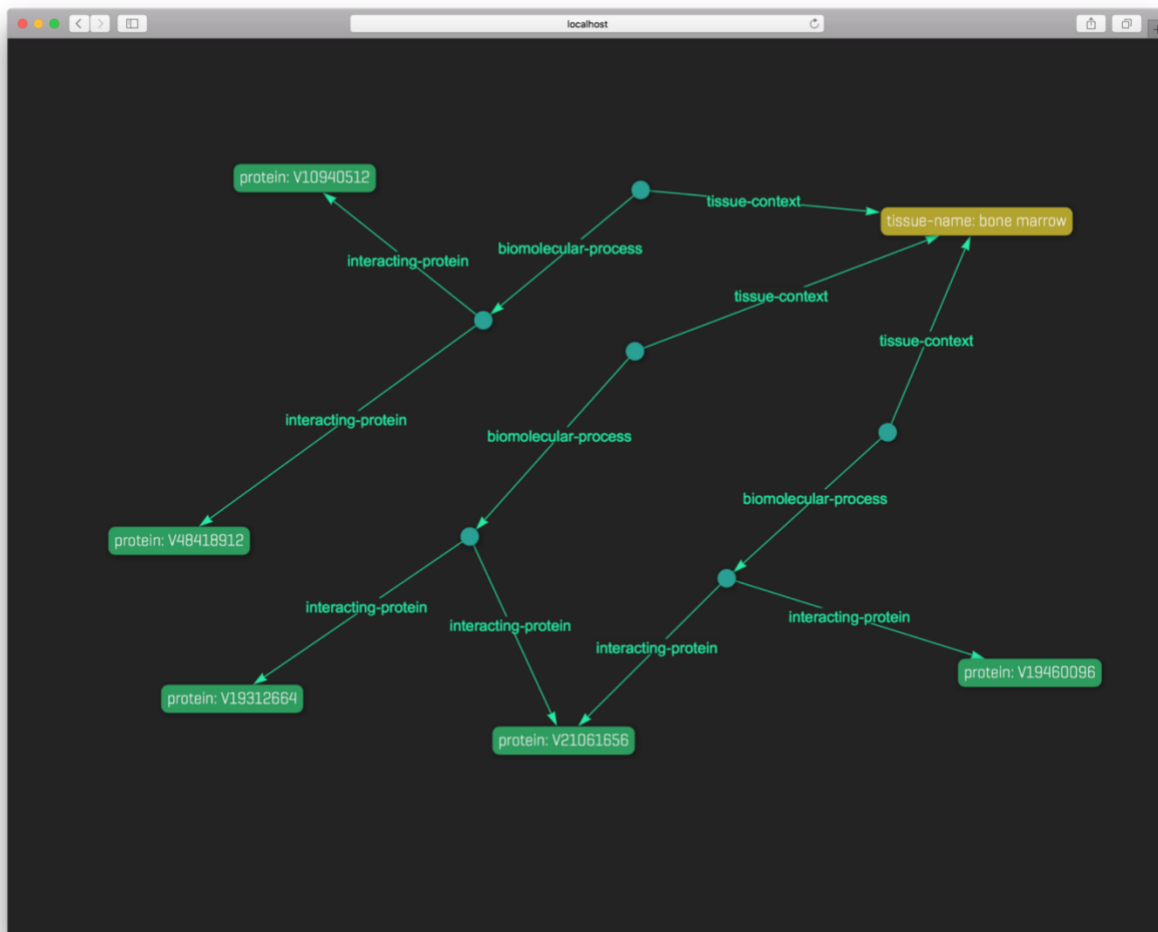 localhost
protein: V10940512
tissue-context
tissue-name: bone marrow
biomolecular-process
interacting-protein
tissue-context
tissue-context
interacting-protein
biomolecular-process
biomolecular-process
protein: V48418912
interacting-protein
interacting-protein
interacting-protein
interacting-protein
protein: V19460096
protein: V19312664
protein: V21061656